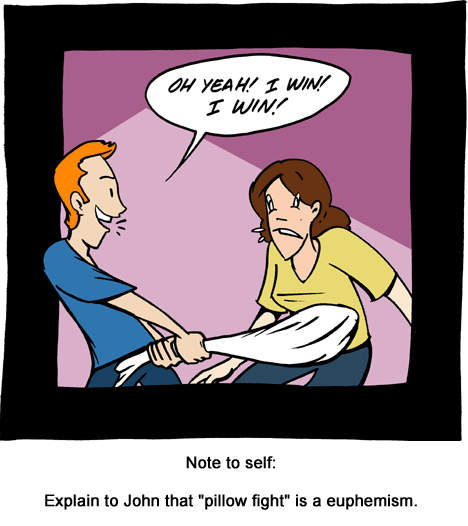 OH YEAH! I WIN!
I WIN!
Note to self:
Explain to John that "pillow fight" is a euphemism.